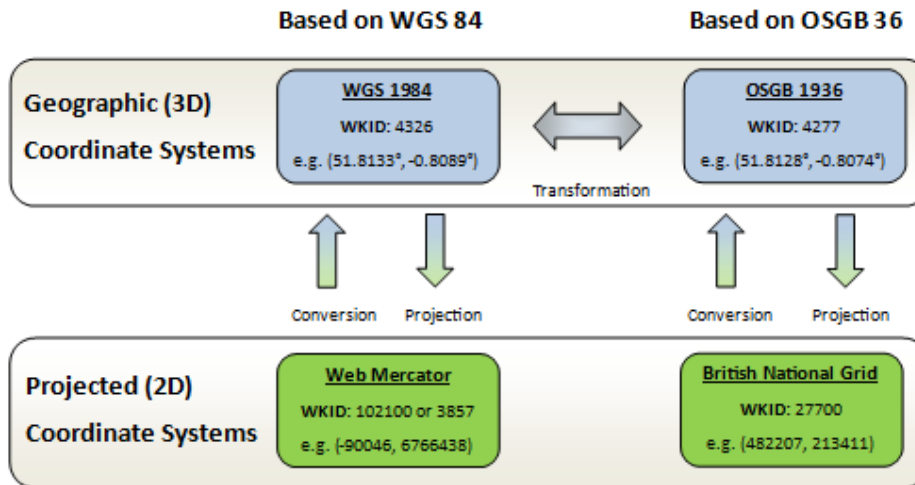 Based on WGS 84
Based on OSGB 36
Geographic (3D)
Coordinate Systems
WGS 1984
WKID: 4326
e.g. (51.8133°, -0.8089°)
Transformation
OSGB 1936
WKID: 4277
e.g. (51.8128°, -0.8074°)
Conversion
Projection
Conversion
Projection
Projected (2D)
Coordinate Systems
Web Mercator
WKID: 102100 or 3857
e.g. (-90046, 6766438)
British National Grid
WKID: 27700
e.g. (482207, 213411)